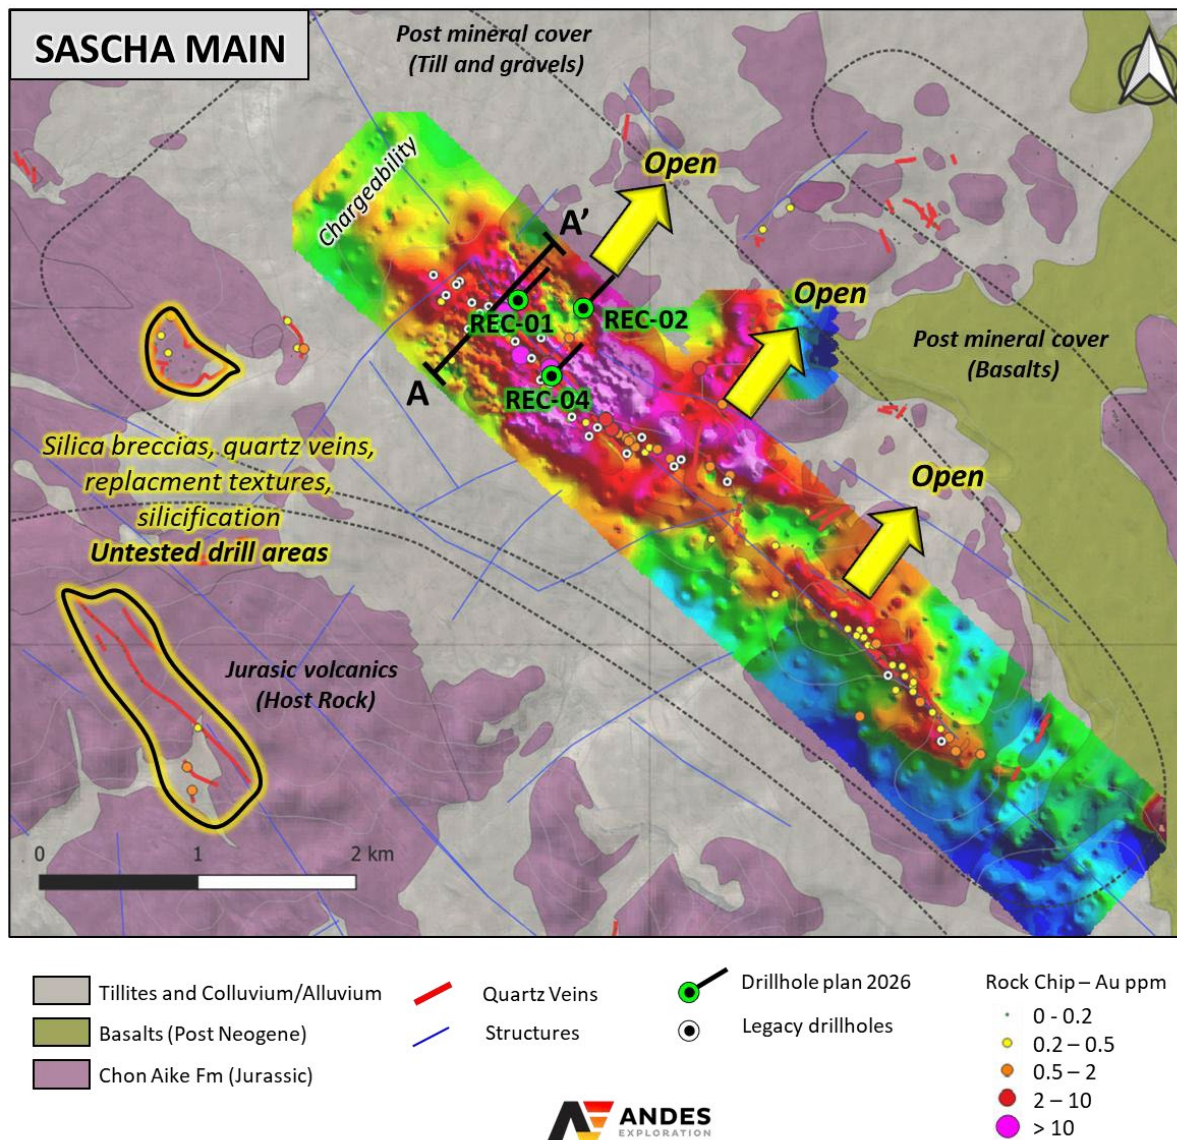 SASCHA MAIN
Post mineral cover
(Till and gravels)
Chargeability
Open
A'
Open
REC-01
REC-02
A
REC-04
Post mineral cover
(Basalts)
Silica breccias, quartz veins,
replacment textures,
silicification
Untested drill areas
Open
Jurasic volcanics
(Host Rock)
0 1 2 km
Tillites and Colluvium/Alluvium
Basalts (Post Neogene)
Chon Aike Fm (Jurassic)
Quartz Veins
Structures
Drillhole plan 2026
Legacy drillholes
Rock Chip – Au ppm
0 - 0.2
0.2 – 0.5
0.5 – 2
2 – 10
> 10
ANDES
EXPLORATION